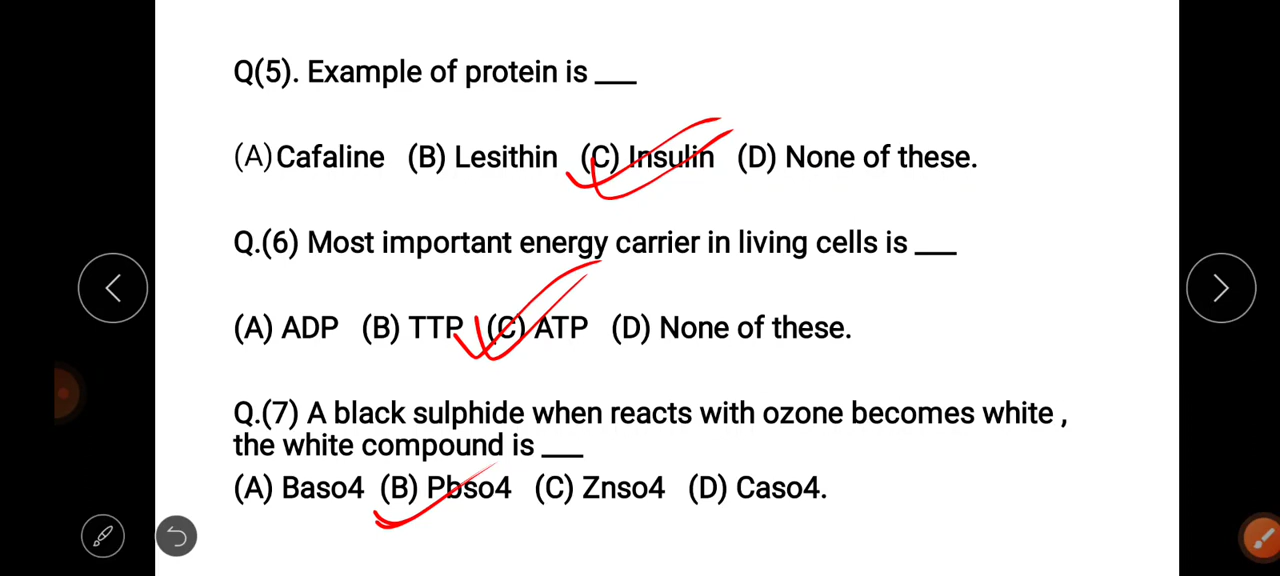 Q(5). Example of protein is ___
(A) Cafaline (B) Lesithin (C) Insulin (D) None of these.
Q.(6) Most important energy carrier in living cells is ___
(A) ADP (B) TTP (C) ATP (D) None of these.
Q.(7) A black sulphide when reacts with ozone becomes white ,
the white compound is ___
(A) Baso4 (B) Pbso4 (C) Znso4 (D) Caso4.